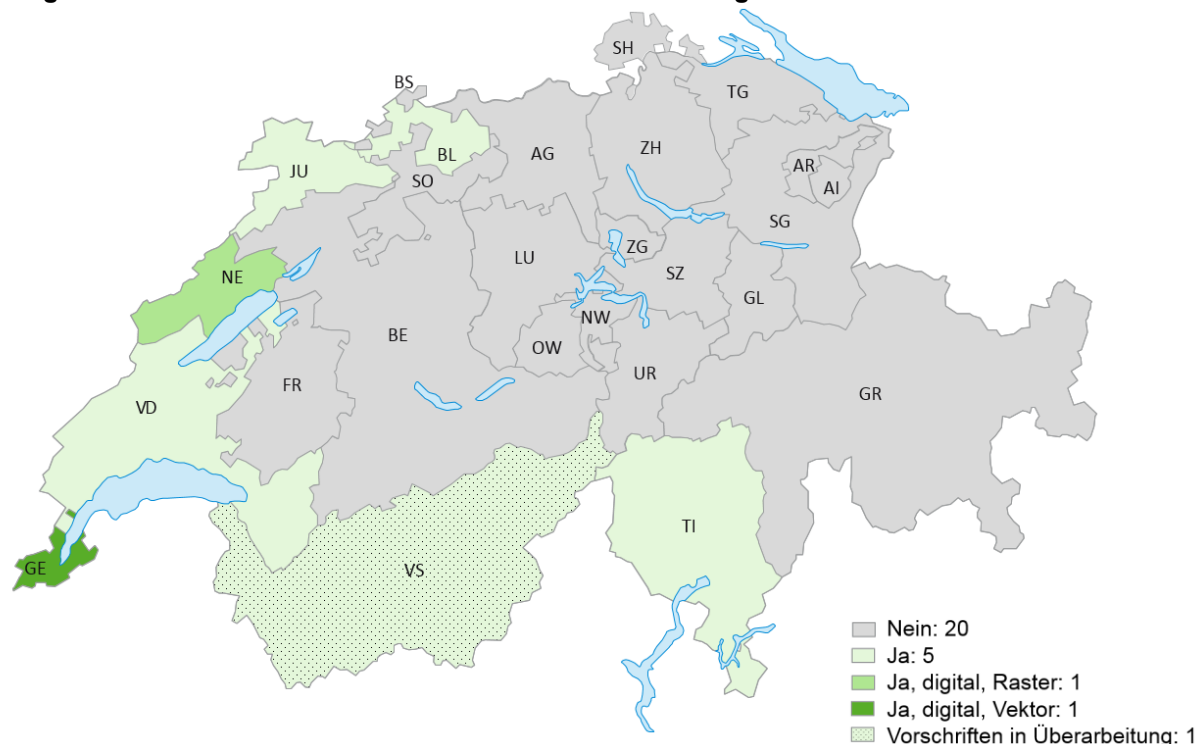 SH
BS
TG
BL
AG
ZH
JU
SO
AR
AI
SG
ZG
LU
SZ
NE
GL
NW
BE
OW
UR
FR
GR
VD
TI
GE
VS
Nein: 20
Ja: 5
Ja, digital, Raster: 1
Ja, digital, Vektor: 1
Vorschriften in Überarbeitung: 1